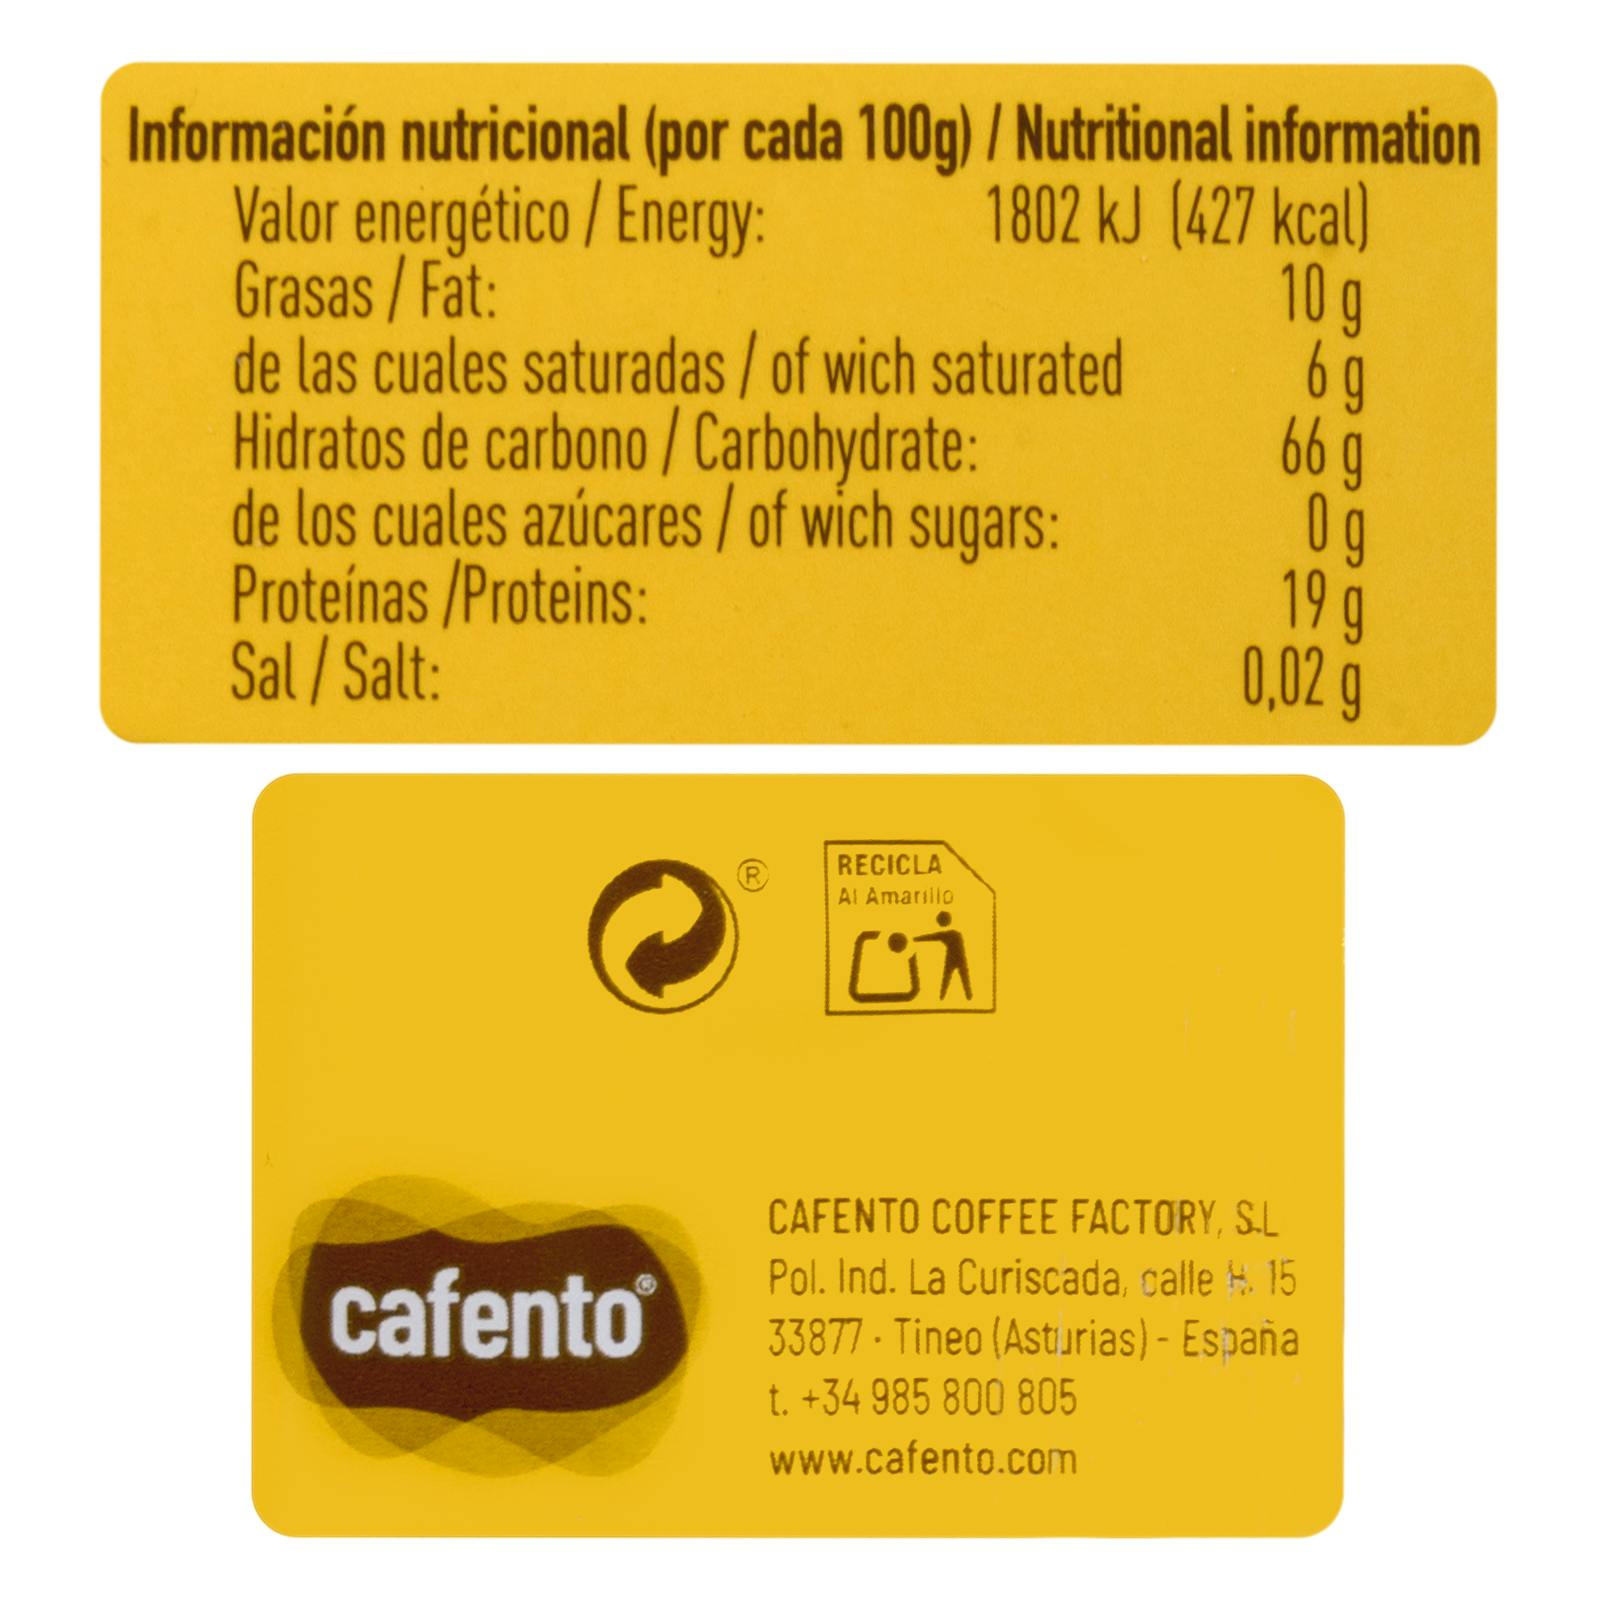 Información nutricional (por cada 100g) / Nutritional information
Valor energético / Energy: 1802 kJ (427 kcal)
Grasas / Fat: 10 g
de las cuales saturadas / of wich saturated 6 g
Hidratos de carbono / Carbohydrate: 66 g
de los cuales azúcares / of wich sugars: 0 g
Proteínas /Proteins: 19 g
Sal / Salt: 0,02 g
®
RECICLA
Al Amarillo
cafento®
CAFENTO COFFEE FACTORY, S.L
Pol. Ind. La Curiscada, calle H. 15
33877 · Tineo (Asturias) - España
t. +34 985 800 805
www.cafento.com